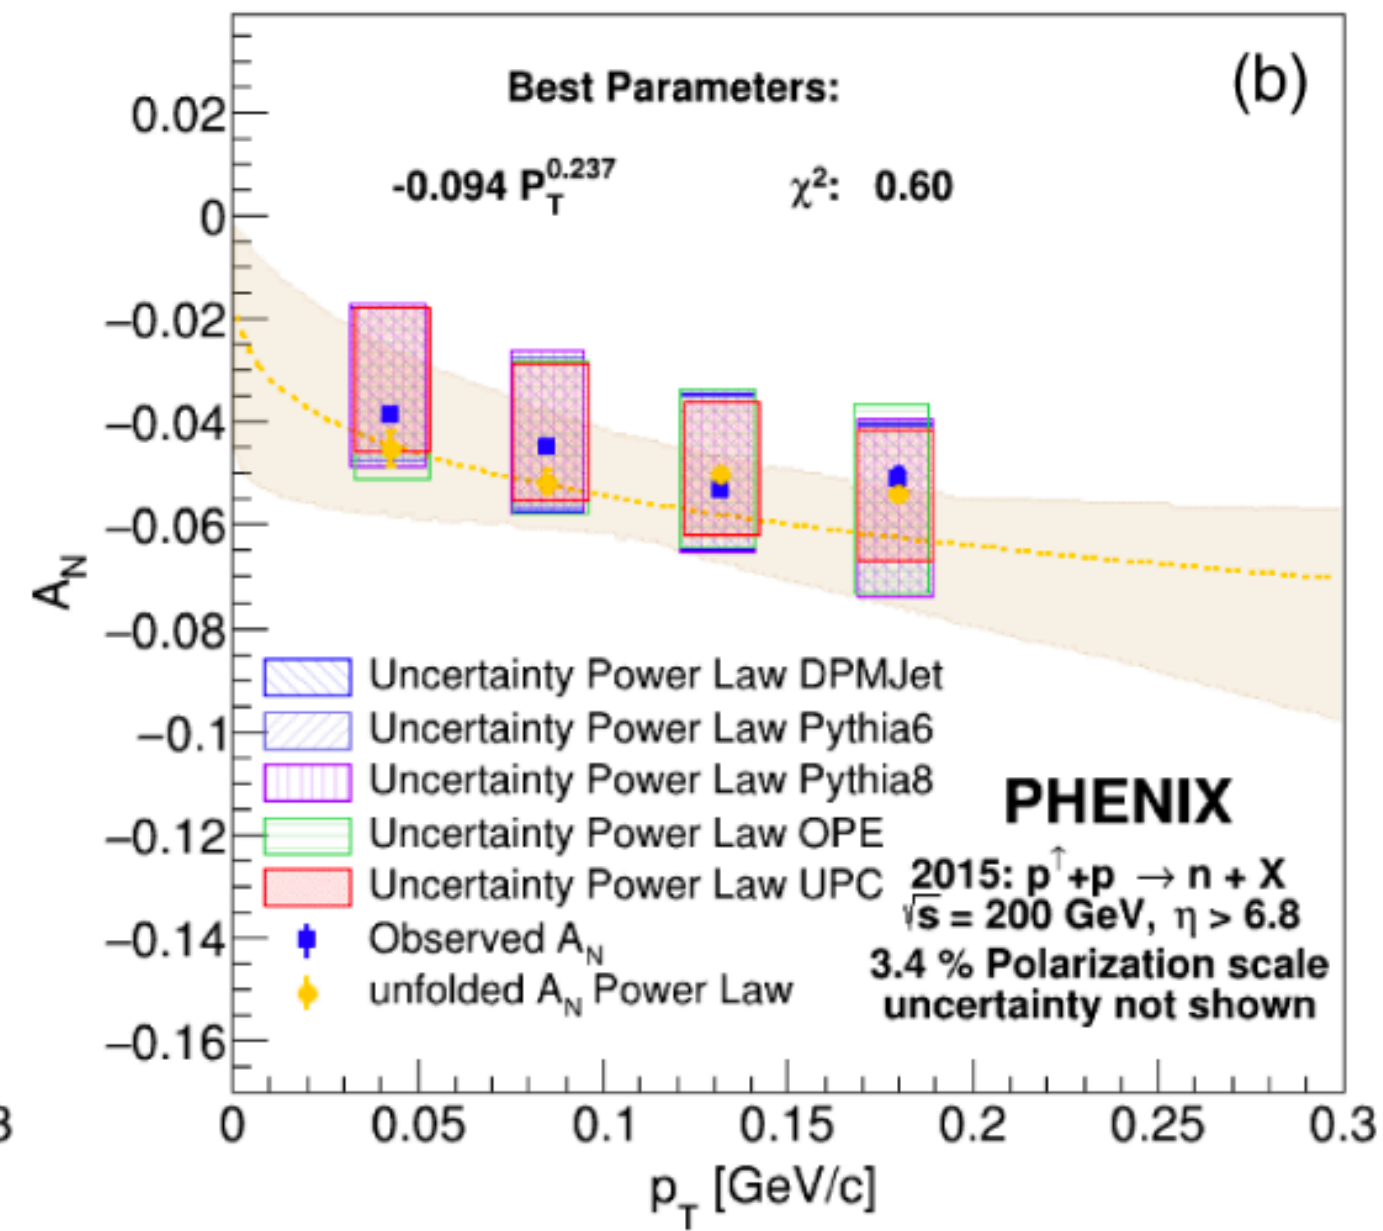 (b)
Best Parameters:
-0.094 P_T^0.237 χ²: 0.60
0.02
0
−0.02
−0.04
−0.06
−0.08
−0.1
−0.12
−0.14
−0.16
A_N
Uncertainty Power Law DPMJet
Uncertainty Power Law Pythia6
Uncertainty Power Law Pythia8
Uncertainty Power Law OPE
Uncertainty Power Law UPC
Observed A_N
unfolded A_N Power Law
PHENIX
2015: p↑+p → n + X
√s = 200 GeV, η > 6.8
3.4 % Polarization scale
uncertainty not shown
3 0 0.05 0.1 0.15 0.2 0.25 0.3
p_T [GeV/c]